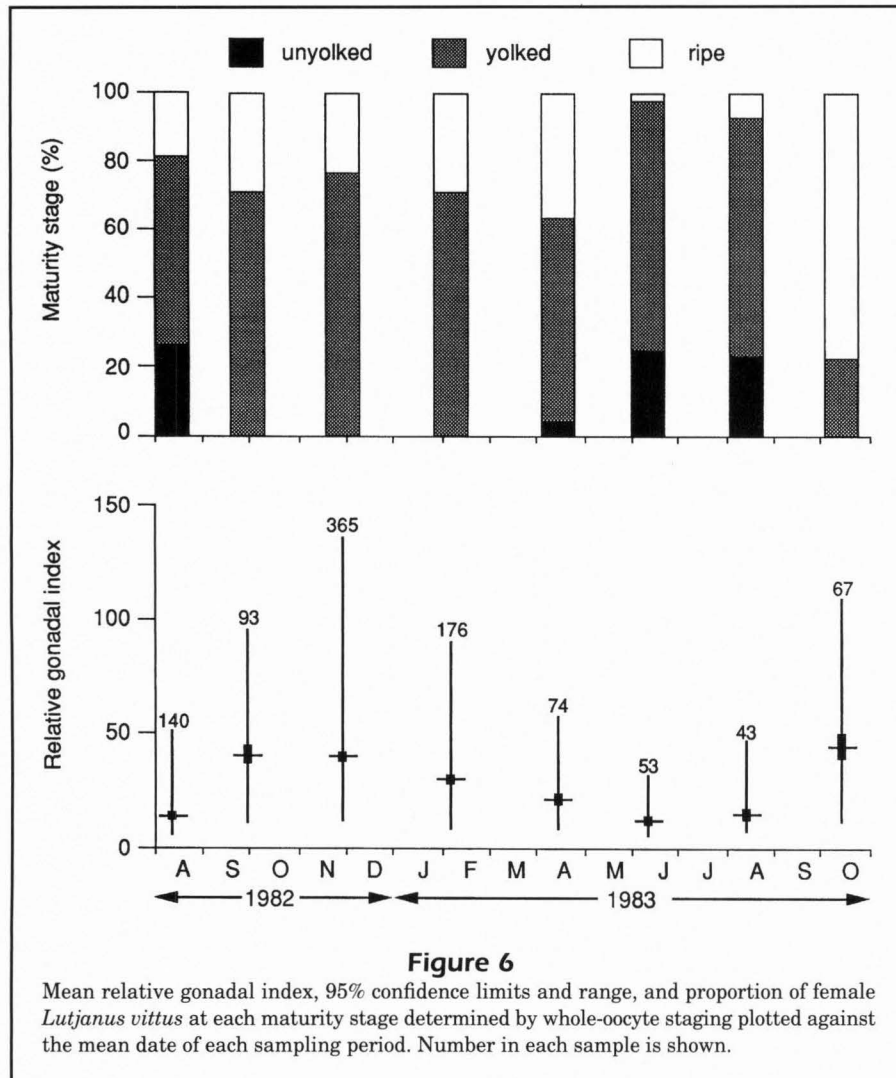 unyolked yolked ripe
Maturity stage (%)
100
80
60
40
20
0
Relative gonadal index
150
100
50
0
140
93
365
176
74
53
43
67
A S O N D J F M A M J J A S O
1982 1983
Figure 6
Mean relative gonadal index, 95% confidence limits and range, and proportion of female
Lutjanus vittus at each maturity stage determined by whole-oocyte staging plotted against
the mean date of each sampling period. Number in each sample is shown.